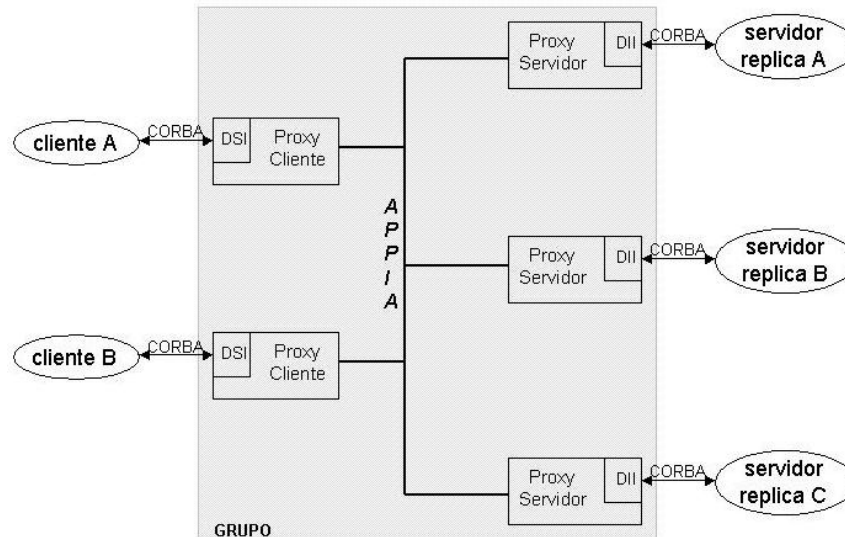 Proxy
Servidor
DII
CORBA
servidor
replica A
cliente A
CORBA
DSI
Proxy
Cliente
APPIA
Proxy
Servidor
DII
CORBA
servidor
replica B
cliente B
CORBA
DSI
Proxy
Cliente
Proxy
Servidor
DII
CORBA
servidor
replica C
GRUPO